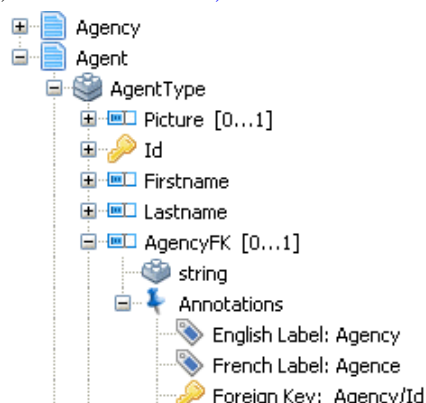 Agency
Agent
AgentType
Picture [0...1]
Id
Firstname
Lastname
AgencyFK [0...1]
string
Annotations
English Label: Agency
French Label: Agence
Foreign Key: Agency/Id